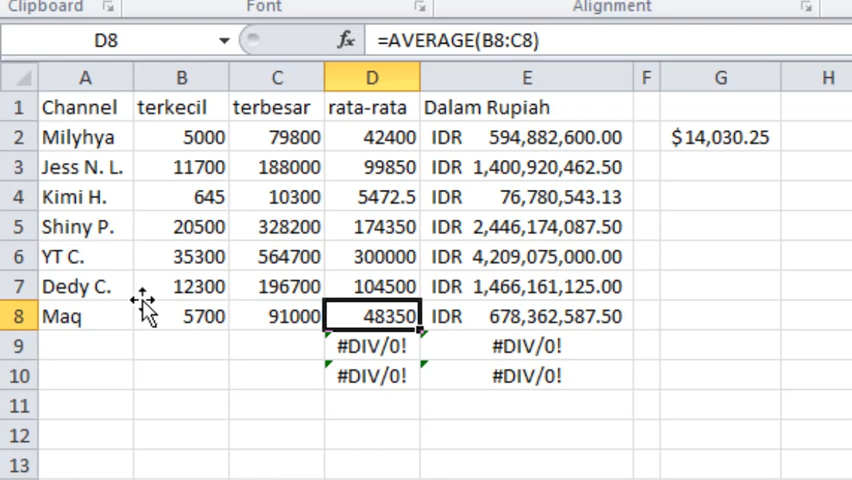 Clipboard Font Alignment
D8 fx =AVERAGE(B8:C8)
A B C D E F G H
1 Channel terkecil terbesar rata-rata Dalam Rupiah
2 Milyhya 5000 79800 42400 IDR 594,882,600.00 $14,030.25
3 Jess N. L. 11700 188000 99850 IDR 1,400,920,462.50
4 Kimi H. 645 10300 5472.5 IDR 76,780,543.13
5 Shiny P. 20500 328200 174350 IDR 2,446,174,087.50
6 YT C. 35300 564700 300000 IDR 4,209,075,000.00
7 Dedy C. 12300 196700 104500 IDR 1,466,161,125.00
8 Maq 5700 91000 48350 IDR 678,362,587.50
9 #DIV/0! #DIV/0!
10 #DIV/0! #DIV/0!
11
12
13